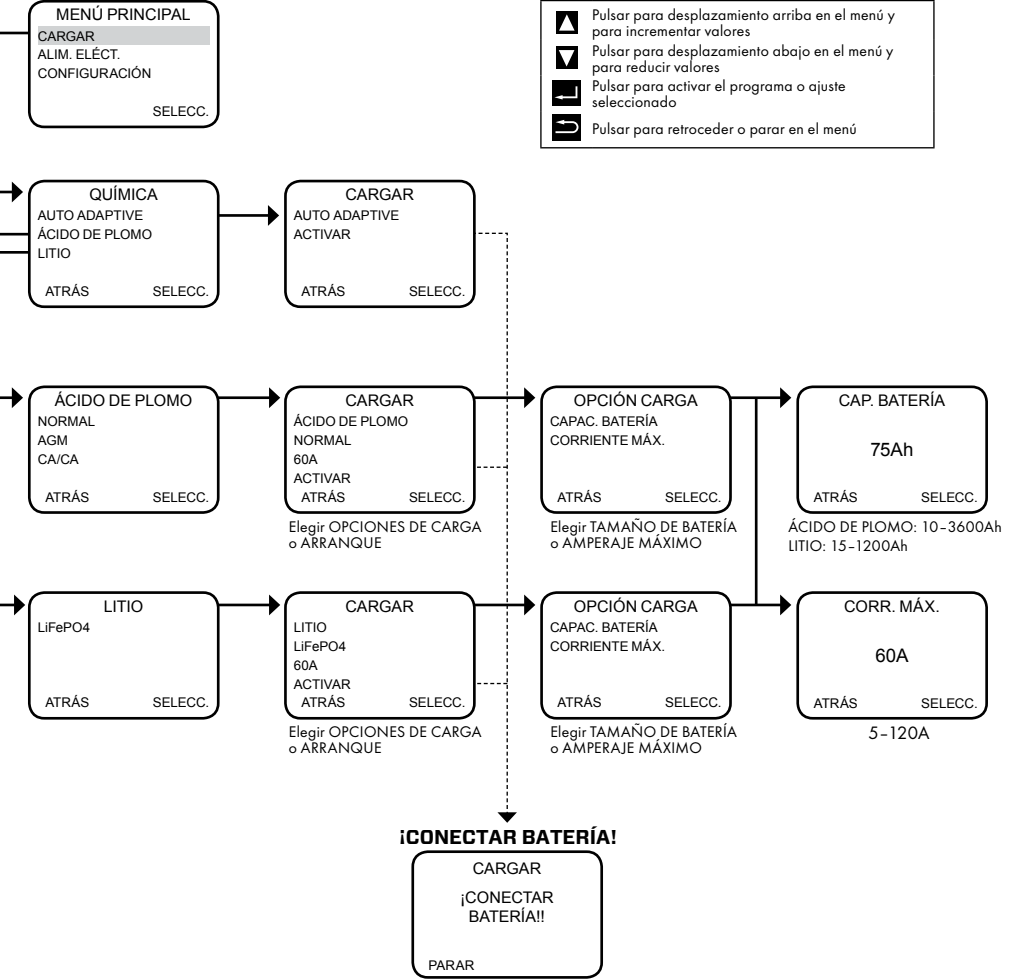 MENÚ PRINCIPAL
CARGAR
ALIM. ELÉCT.
CONFIGURACIÓN
SELECC.
Pulsar para desplazamiento arriba en el menú y
para incrementar valores
Pulsar para desplazamiento abajo en el menú y
para reducir valores
Pulsar para activar el programa o ajuste
seleccionado
Pulsar para retroceder o parar en el menú
QUÍMICA
AUTO ADAPTIVE
ÁCIDO DE PLOMO
LITIO
ATRÁS SELECC.
CARGAR
AUTO ADAPTIVE
ACTIVAR
ATRÁS SELECC.
ÁCIDO DE PLOMO
NORMAL
AGM
CA/CA
ATRÁS SELECC.
CARGAR
ÁCIDO DE PLOMO
NORMAL
60A
ACTIVAR
ATRÁS SELECC.
Elegir OPCIONES DE CARGA
o ARRANQUE
OPCIÓN CARGA
CAPAC. BATERÍA
CORRIENTE MÁX.
ATRÁS SELECC.
Elegir TAMAÑO DE BATERÍA
o AMPERAJE MÁXIMO
CAP. BATERÍA
75Ah
ATRÁS SELECC.
ÁCIDO DE PLOMO: 10–3600Ah
LITIO: 15–1200Ah
LITIO
LiFePO4
ATRÁS SELECC.
CARGAR
LITIO
LiFePO4
60A
ACTIVAR
ATRÁS SELECC.
Elegir OPCIONES DE CARGA
o ARRANQUE
OPCIÓN CARGA
CAPAC. BATERÍA
CORRIENTE MÁX.
ATRÁS SELECC.
Elegir TAMAÑO DE BATERÍA
o AMPERAJE MÁXIMO
CORR. MÁX.
60A
ATRÁS SELECC.
5–120A
¡CONECTAR BATERÍA!
CARGAR
¡CONECTAR
BATERÍA!!
PARAR